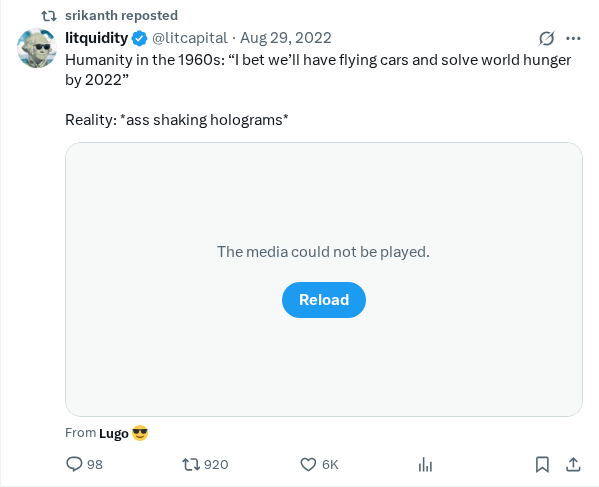 srikanth reposted
litquidity @litcapital · Aug 29, 2022
Humanity in the 1960s: “I bet we’ll have flying cars and solve world hunger
by 2022”
Reality: *ass shaking holograms*
The media could not be played.
Reload
From Lugo 😎
98 920 6K